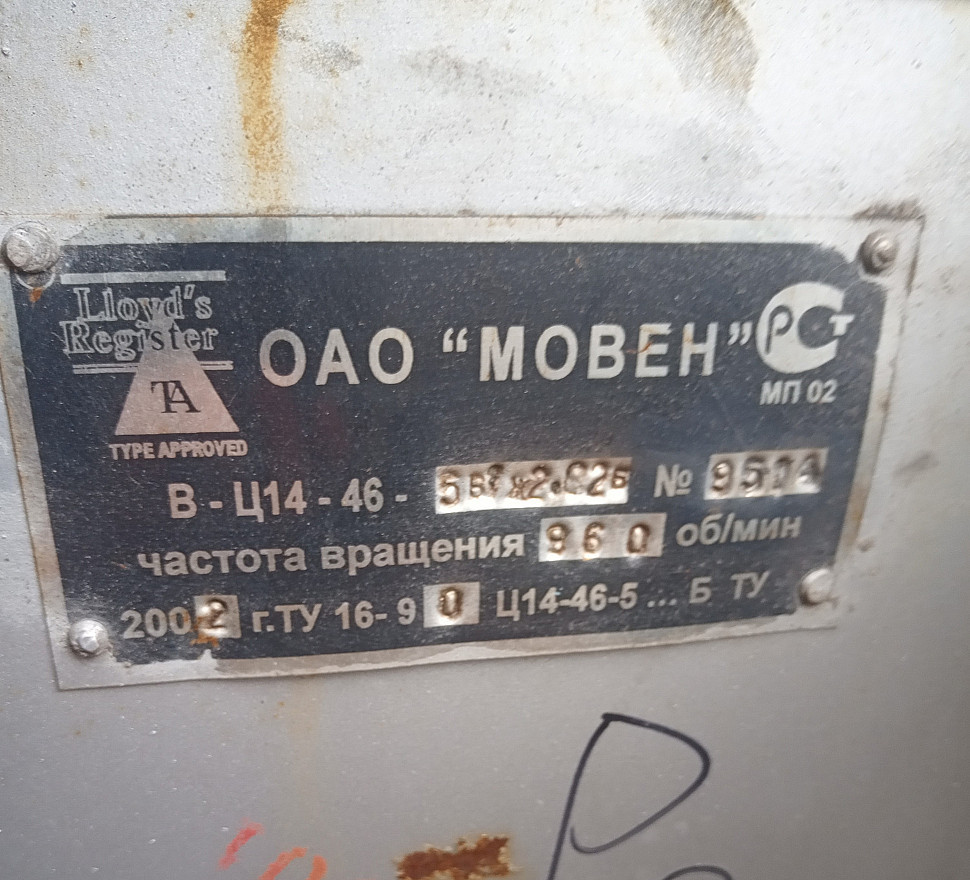 Lloyd's
Register
TA
TYPE APPROVED
ОАО "МОВЕН"
РСТ
МП 02
В-Ц14-46-
№
частота вращения 960 об/мин
2002 г.ТУ 16-90 Ц14-46-5... Б ТУ